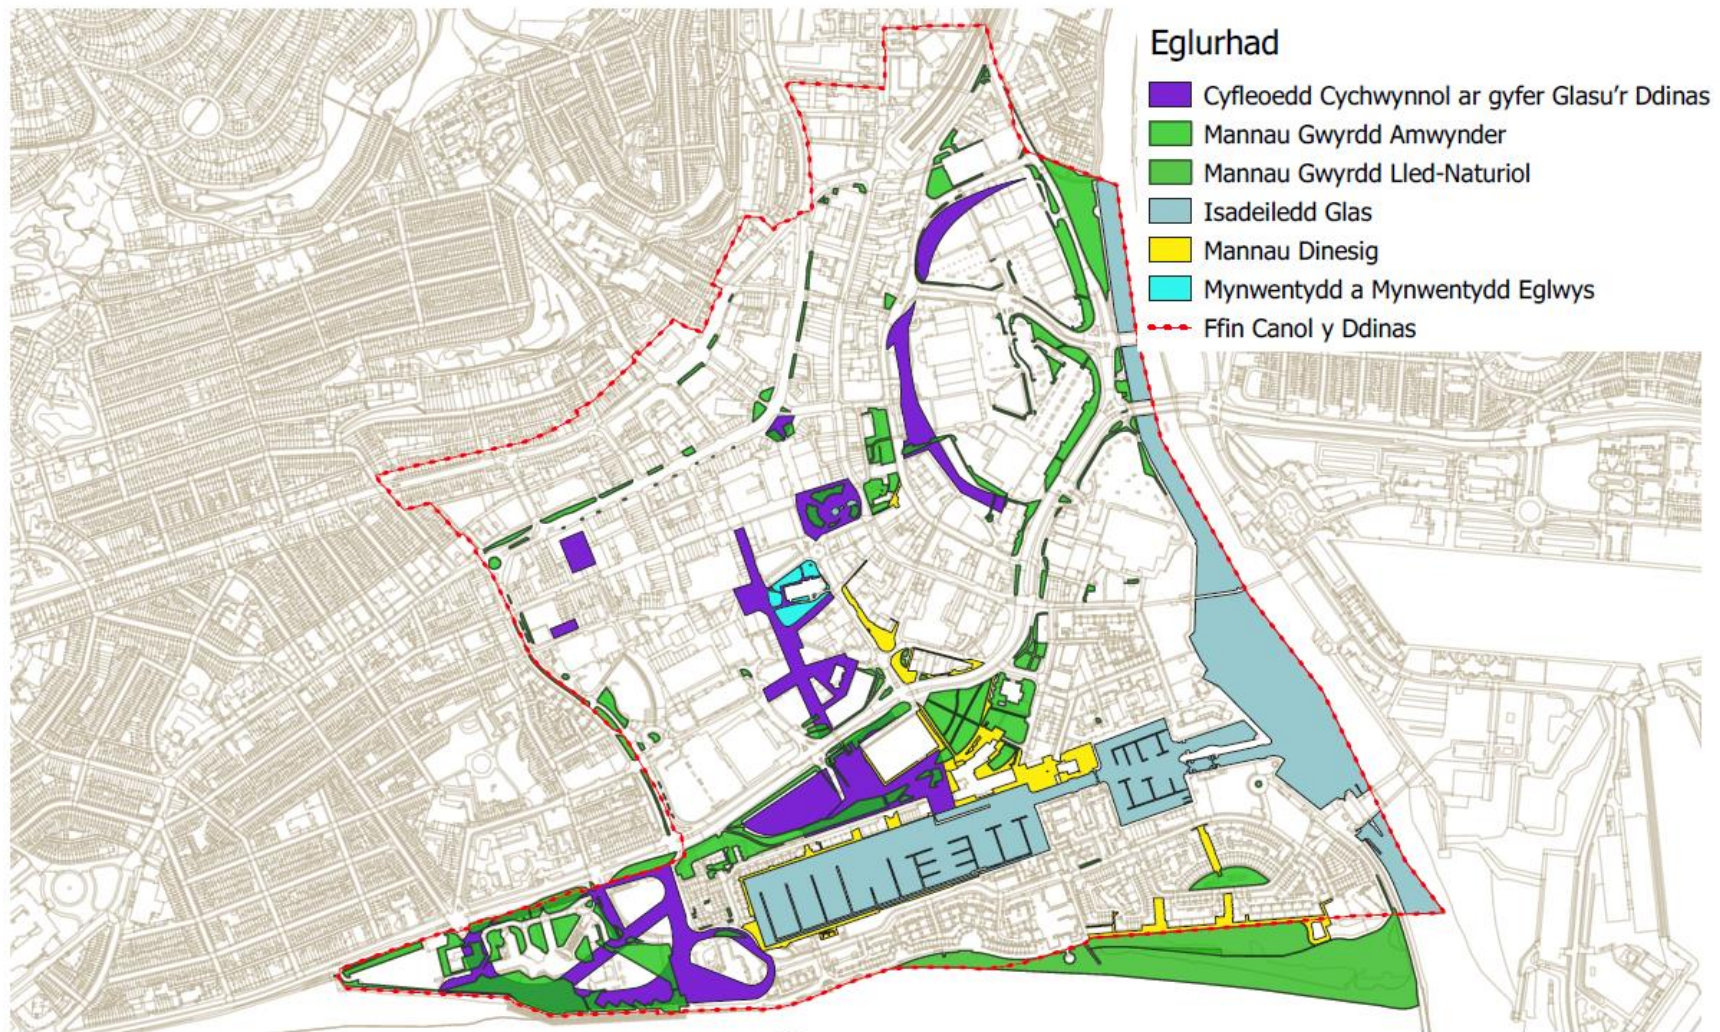 Eglurhad
Cyfleoedd Cychwynnol ar gyfer Glasu'r Ddinas
Mannau Gwyrdd Amwynder
Mannau Gwyrdd Lled-Naturiol
Isadeiledd Glas
Mannau Dinesig
Mynwentydd a Mynwentydd Eglwys
Ffin Canol y Ddinas